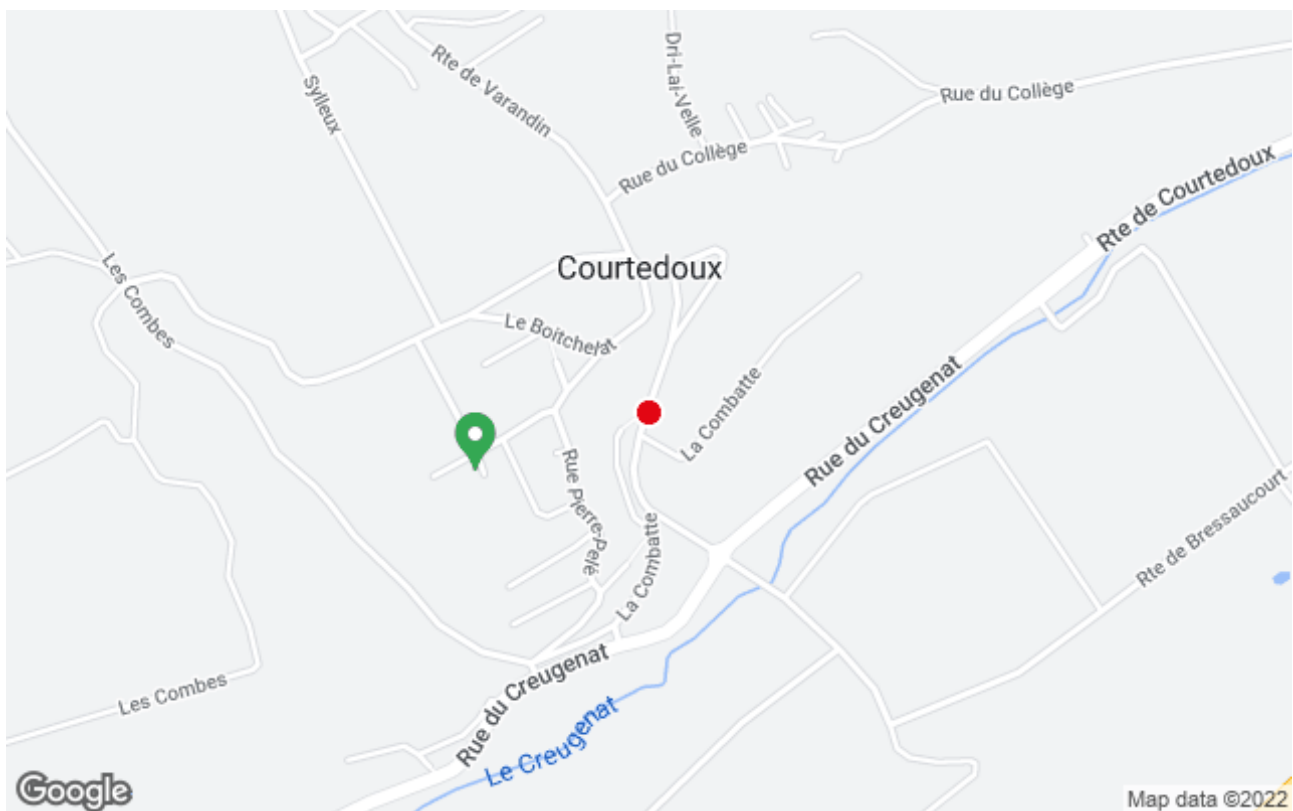 Dri-Lai-Velle
Rte de Varandin
Sylleux
Rue du Collège
Rue du Collège
Rte de Courtedoux
Les Combes
Courtedoux
Le Boitchelat
La Combatte
Rue du Creugenat
Rue Pierre-Pelé
La Combatte
Rte de Bressaucourt
Les Combes
Rue du Creugenat
Le Creugenat
Google
Map data ©2022